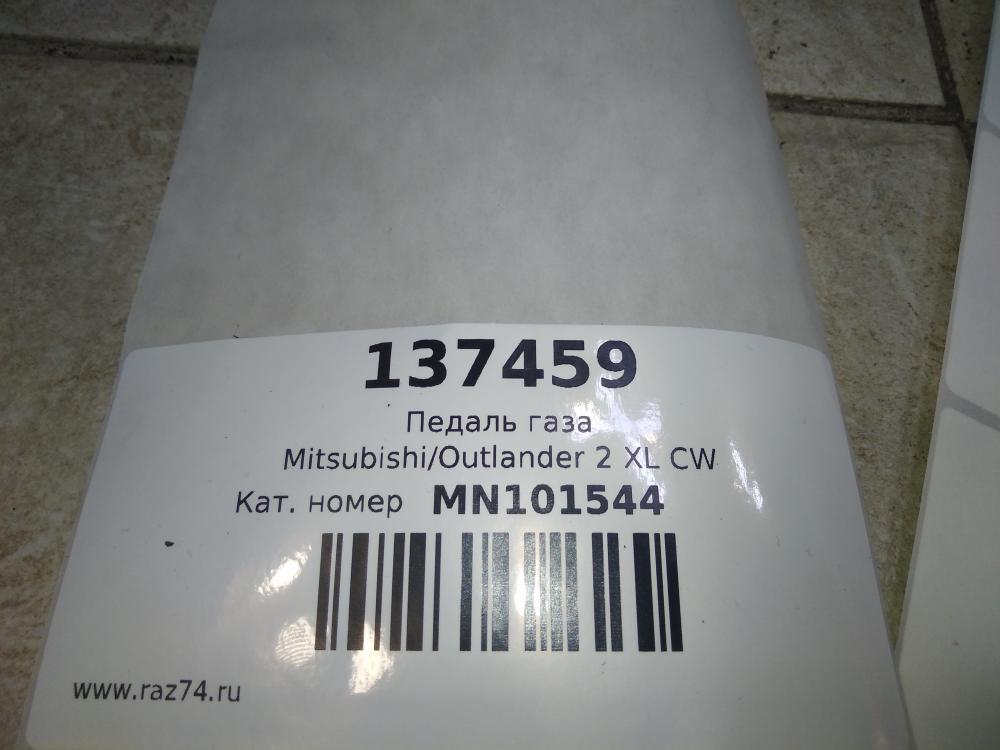 137459
Педаль газа
Mitsubishi/Outlander 2 XL CW
Кат. номер MN101544
www.raz74.ru